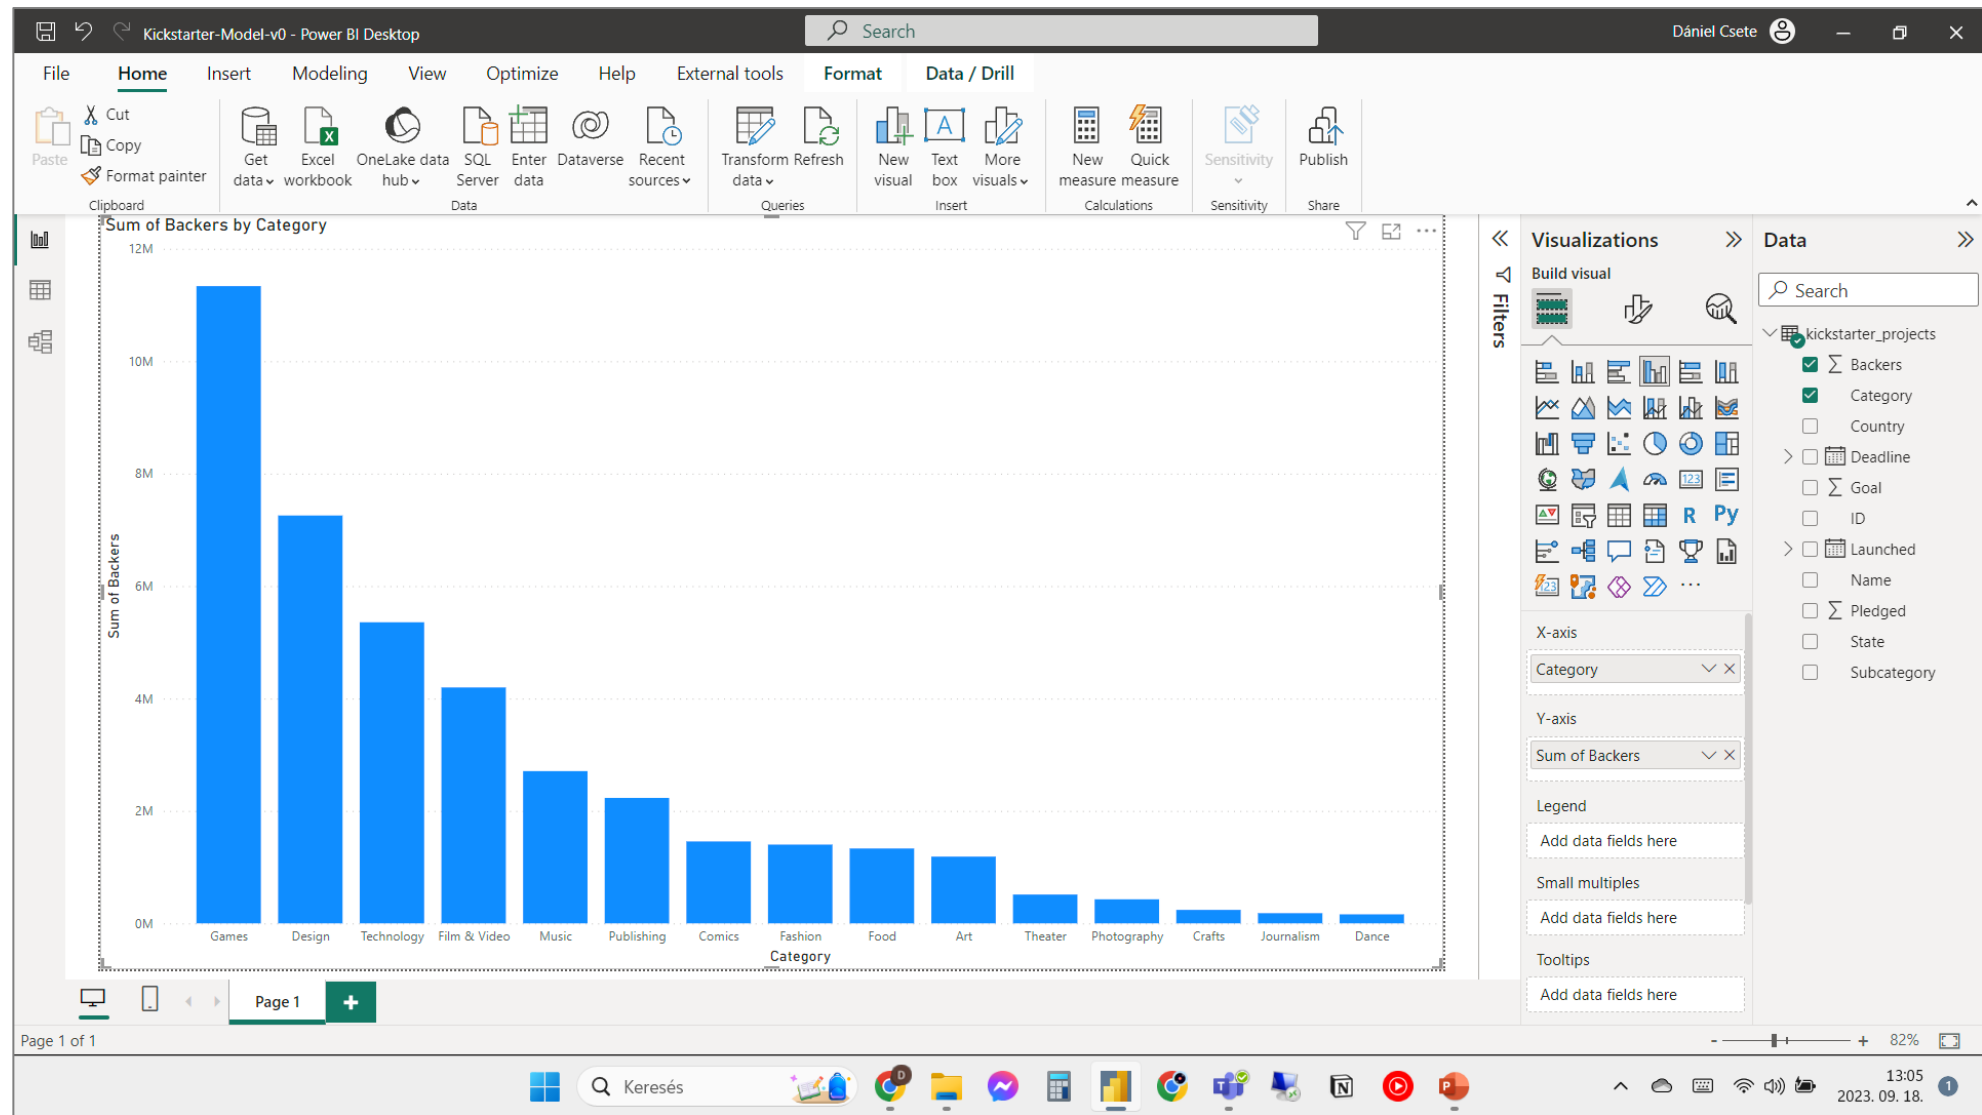 Kickstarter-Model-v0 - Power BI Desktop
Search
Dániel Csete
File Home Insert Modeling View Optimize Help External tools Format Data / Drill
Paste
Cut
Copy
Format painter
Clipboard
Get data
Excel workbook
OneLake data hub
SQL Server
Enter data
Dataverse
Recent sources
Data
Transform data
Refresh
Queries
New visual
A
Text box
More visuals
Insert
New measure
Quick measure
Calculations
Sensitivity
Sensitivity
Publish
Share
Sum of Backers by Category
12M
10M
8M
6M
4M
2M
0M
Sum of Backers
Games Design Technology Film & Video Music Publishing Comics Fashion Food Art Theater Photography Crafts Journalism Dance
Category
Filters
Visualizations
Build visual
123
R Py
123
X-axis
Category
Y-axis
Sum of Backers
Legend
Add data fields here
Small multiples
Add data fields here
Tooltips
Add data fields here
Data
Search
kickstarter_projects
Backers
Category
Country
Deadline
Goal
ID
Launched
Name
Pledged
State
Subcategory
Page 1
Page 1 of 1
- + 82%
Keresés
D
13:05
2023. 09. 18.
1